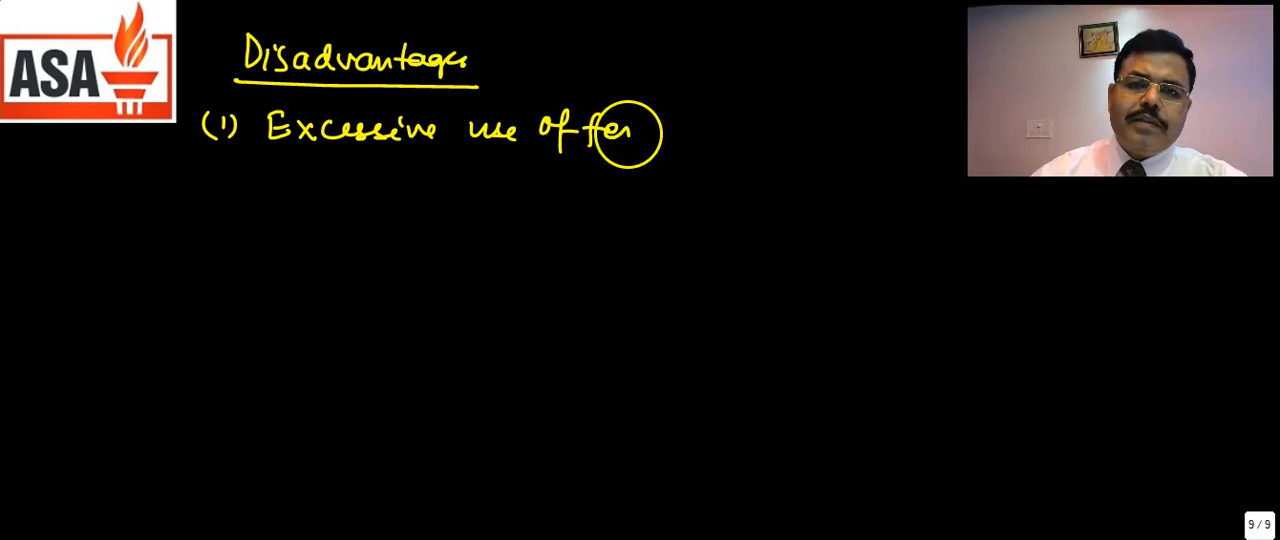 ASA
Disadvantages
(1) Excessive use of fer
9/9